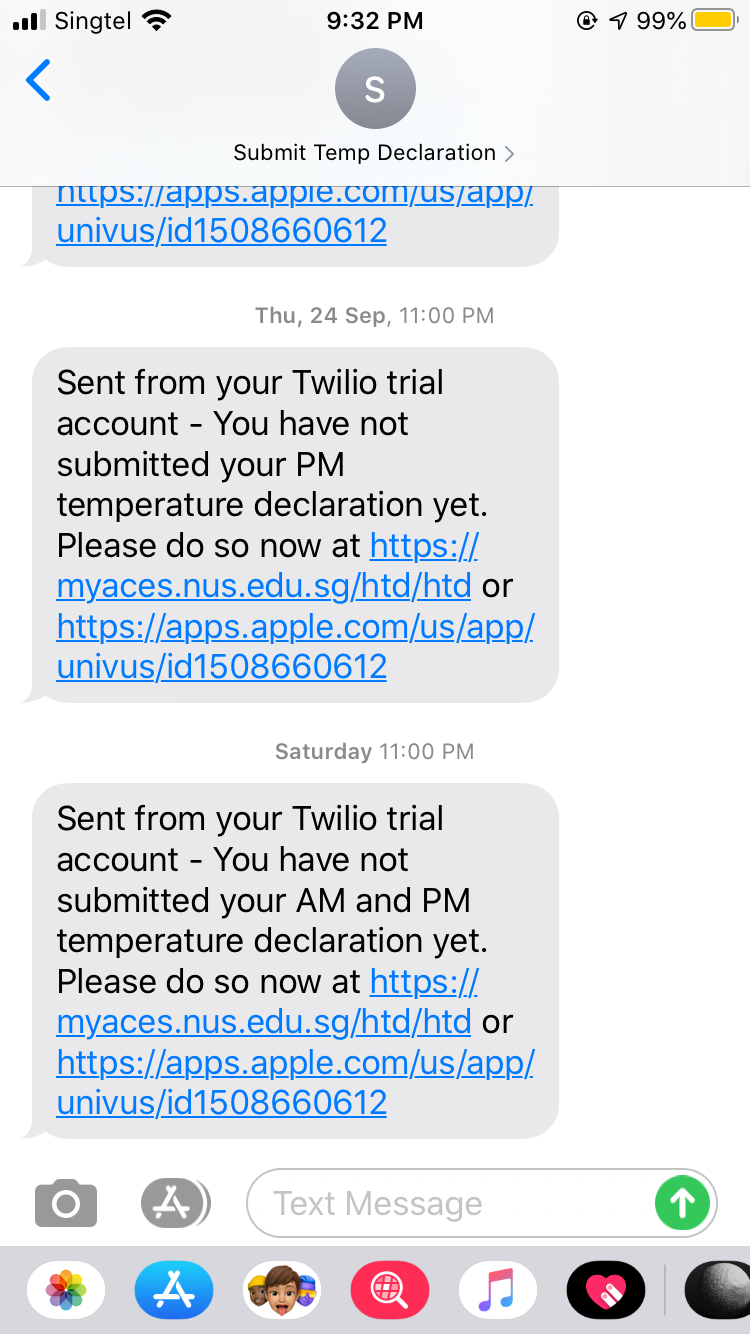 Singtel
9:32 PM
99%
S
Submit Temp Declaration
https://apps.apple.com/us/app/
univus/id1508660612
Thu, 24 Sep, 11:00 PM
Sent from your Twilio trial
account - You have not
submitted your PM
temperature declaration yet.
Please do so now at https://
myaces.nus.edu.sg/htd/htd or
https://apps.apple.com/us/app/
univus/id1508660612
Saturday 11:00 PM
Sent from your Twilio trial
account - You have not
submitted your AM and PM
temperature declaration yet.
Please do so now at https://
myaces.nus.edu.sg/htd/htd or
https://apps.apple.com/us/app/
univus/id1508660612
Text Message